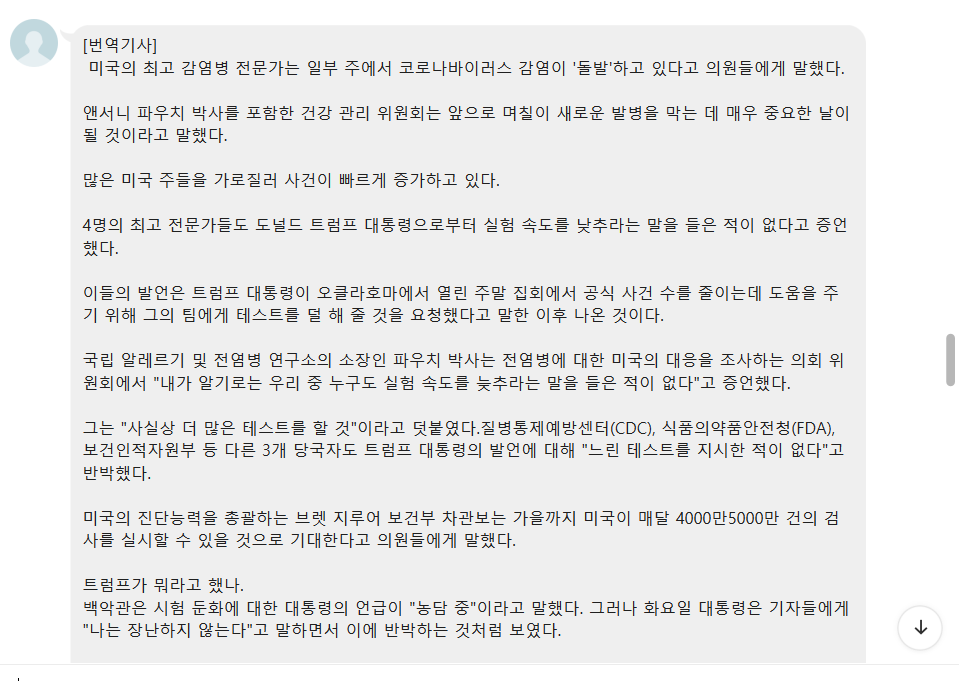 [번역기사]
미국의 최고 감염병 전문가는 일부 주에서 코로나바이러스 감염이 '돌발'하고 있다고 의원들에게 말했다.
앤서니 파우치 박사를 포함한 건강 관리 위원회는 앞으로 며칠이 새로운 발병을 막는 데 매우 중요한 날이
될 것이라고 말했다.
많은 미국 주들을 가로질러 사건이 빠르게 증가하고 있다.
4명의 최고 전문가들도 도널드 트럼프 대통령으로부터 실험 속도를 낮추라는 말을 들은 적이 없다고 증언
했다.
이들의 발언은 트럼프 대통령이 오클라호마에서 열린 주말 집회에서 공식 사건 수를 줄이는데 도움을 주
기 위해 그의 팀에게 테스트를 덜 해 줄 것을 요청했다고 말한 이후 나온 것이다.
국립 알레르기 및 전염병 연구소의 소장인 파우치 박사는 전염병에 대한 미국의 대응을 조사하는 의회 위
원회에서 "내가 알기로는 우리 중 누구도 실험 속도를 늦추라는 말을 들은 적이 없다"고 증언했다.
그는 "사실상 더 많은 테스트를 할 것"이라고 덧붙였다.질병통제예방센터(CDC), 식품의약품안전청(FDA),
보건인적자원부 등 다른 3개 당국자도 트럼프 대통령의 발언에 대해 "느린 테스트를 지시한 적이 없다"고
반박했다.
미국의 진단능력을 총괄하는 브렛 지루어 보건부 차관보는 가을까지 미국이 매달 4000만5000만 건의 검
사를 실시할 수 있을 것으로 기대한다고 의원들에게 말했다.
트럼프가 뭐라고 했나.
백악관은 시험 둔화에 대한 대통령의 언급이 "농담 중"이라고 말했다. 그러나 화요일 대통령은 기자들에게
"나는 장난하지 않는다"고 말하면서 이에 반박하는 것처럼 보였다.